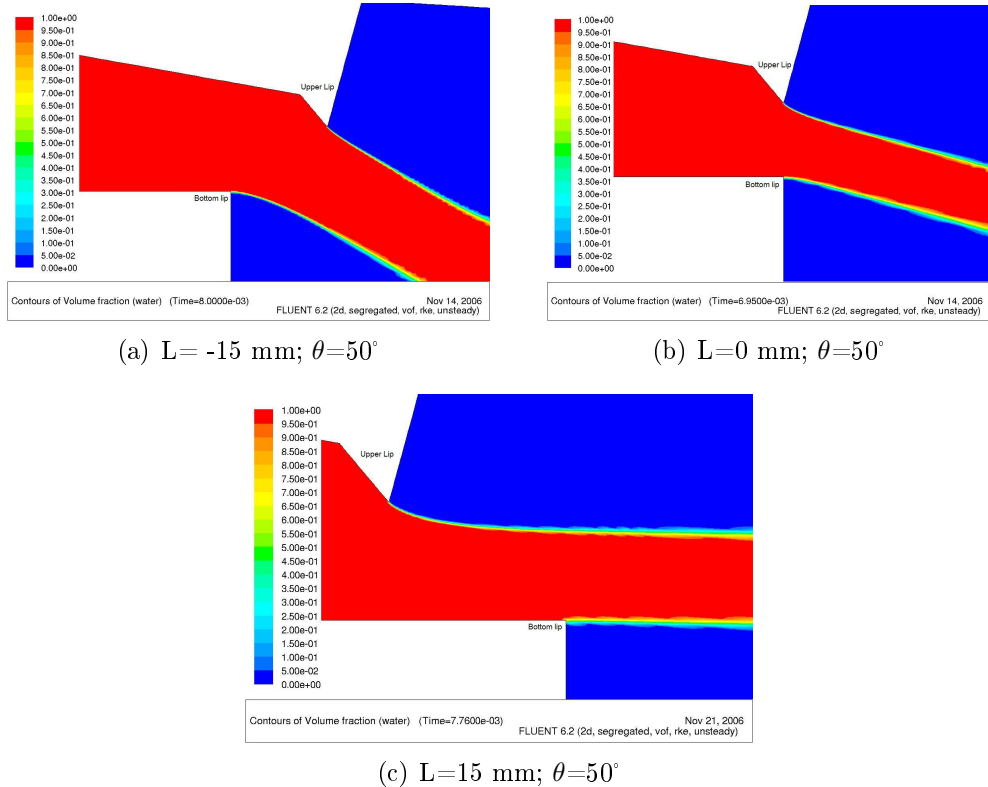 1.00e+00
9.50e-01
9.00e-01
8.50e-01
8.00e-01
7.50e-01
7.00e-01
6.50e-01
6.00e-01
5.50e-01
5.00e-01
4.50e-01
4.00e-01
3.50e-01
3.00e-01
2.50e-01
2.00e-01
1.50e-01
1.00e-01
5.00e-02
0.00e+00
Upper Lip
Bottom lip
Contours of Volume fraction (water) (Time=8.0000e-03) Nov 14, 2006
FLUENT 6.2 (2d, segregated, vof, rke, unsteady)
(a) L= -15 mm; θ=50°
1.00e+00
9.50e-01
9.00e-01
8.50e-01
8.00e-01
7.50e-01
7.00e-01
6.50e-01
6.00e-01
5.50e-01
5.00e-01
4.50e-01
4.00e-01
3.50e-01
3.00e-01
2.50e-01
2.00e-01
1.50e-01
1.00e-01
5.00e-02
0.00e+00
Upper Lip
Bottom lip
Contours of Volume fraction (water) (Time=6.9500e-03) Nov 14, 2006
FLUENT 6.2 (2d, segregated, vof, rke, unsteady)
(b) L=0 mm; θ=50°
1.00e+00
9.50e-01
9.00e-01
8.50e-01
8.00e-01
7.50e-01
7.00e-01
6.50e-01
6.00e-01
5.50e-01
5.00e-01
4.50e-01
4.00e-01
3.50e-01
3.00e-01
2.50e-01
2.00e-01
1.50e-01
1.00e-01
5.00e-02
0.00e+00
Upper Lip
Bottom lip
Contours of Volume fraction (water) (Time=7.7600e-03) Nov 21, 2006
FLUENT 6.2 (2d, segregated, vof, rke, unsteady)
(c) L=15 mm; θ=50°